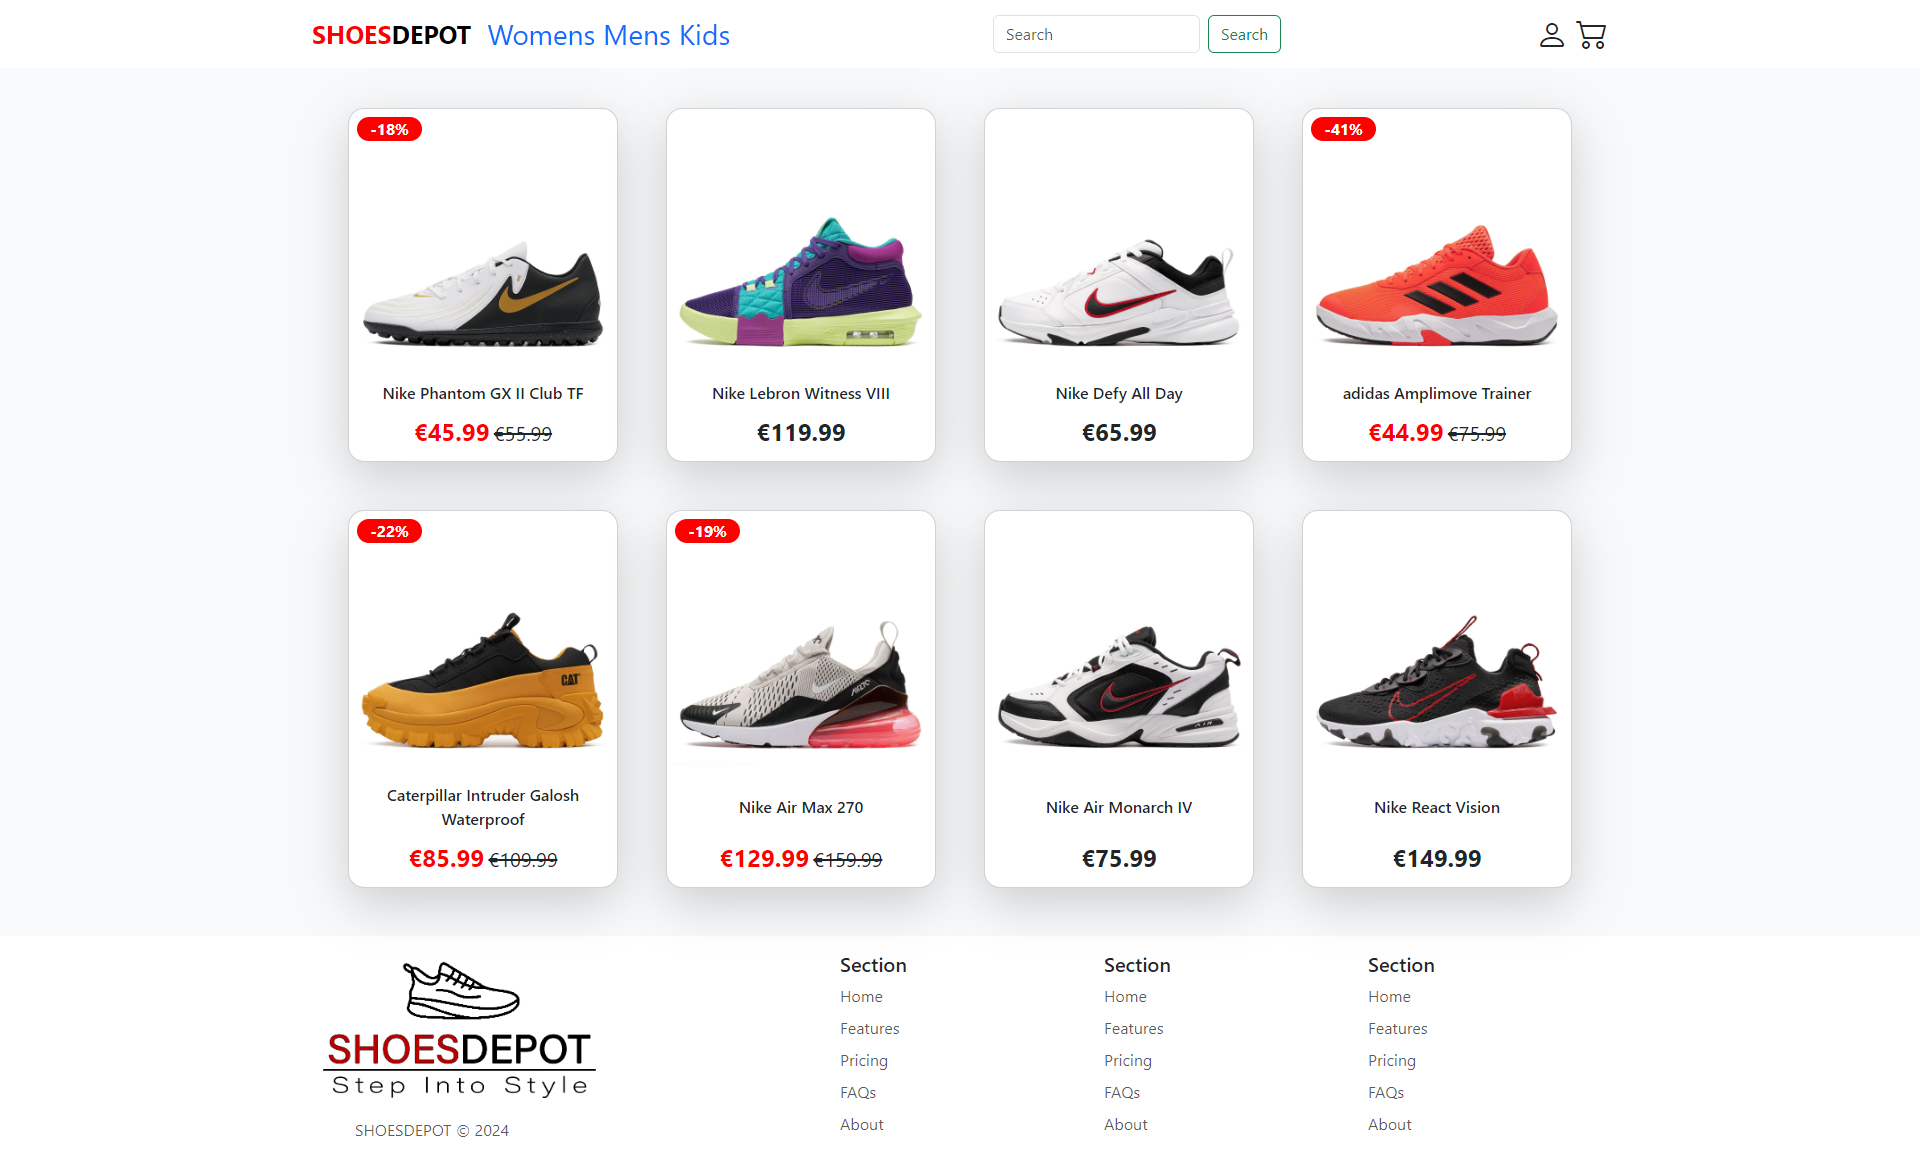 SHOESDEPOT Womens Mens Kids Search Search
-18% -41%
Nike Phantom GX II Club TF
€45.99 €55.99
Nike Lebron Witness VIII
€119.99
Nike Defy All Day
€65.99
adidas Amplimove Trainer
€44.99 €75.99
-22% -19%
CAT
AIR
Caterpillar Intruder Galosh
Waterproof
€85.99 €109.99
Nike Air Max 270
€129.99 €159.99
Nike Air Monarch IV
€75.99
Nike React Vision
€149.99
SHOESDEPOT
Step Into Style
SHOESDEPOT © 2024
Section
Home
Features
Pricing
FAQs
About
Section
Home
Features
Pricing
FAQs
About
Section
Home
Features
Pricing
FAQs
About